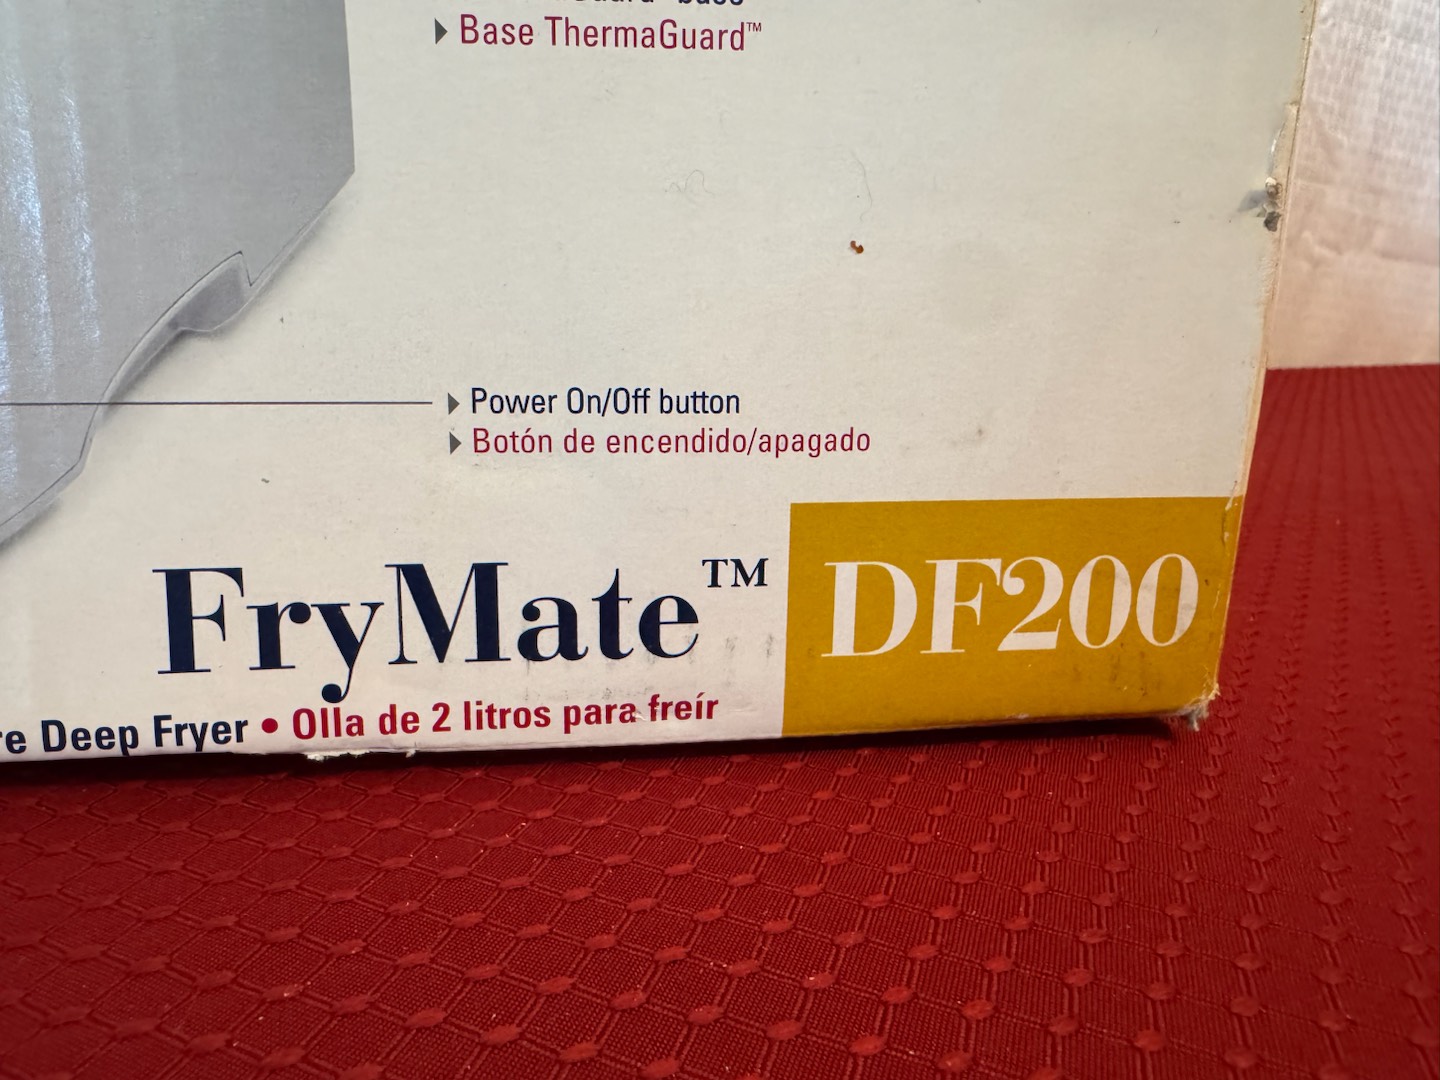 ▶ Base ThermaGuard™
▶ Power On/Off button
▶ Botón de encendido/apagado
FryMate™ DF200
Deep Fryer • Olla de 2 litros para freír